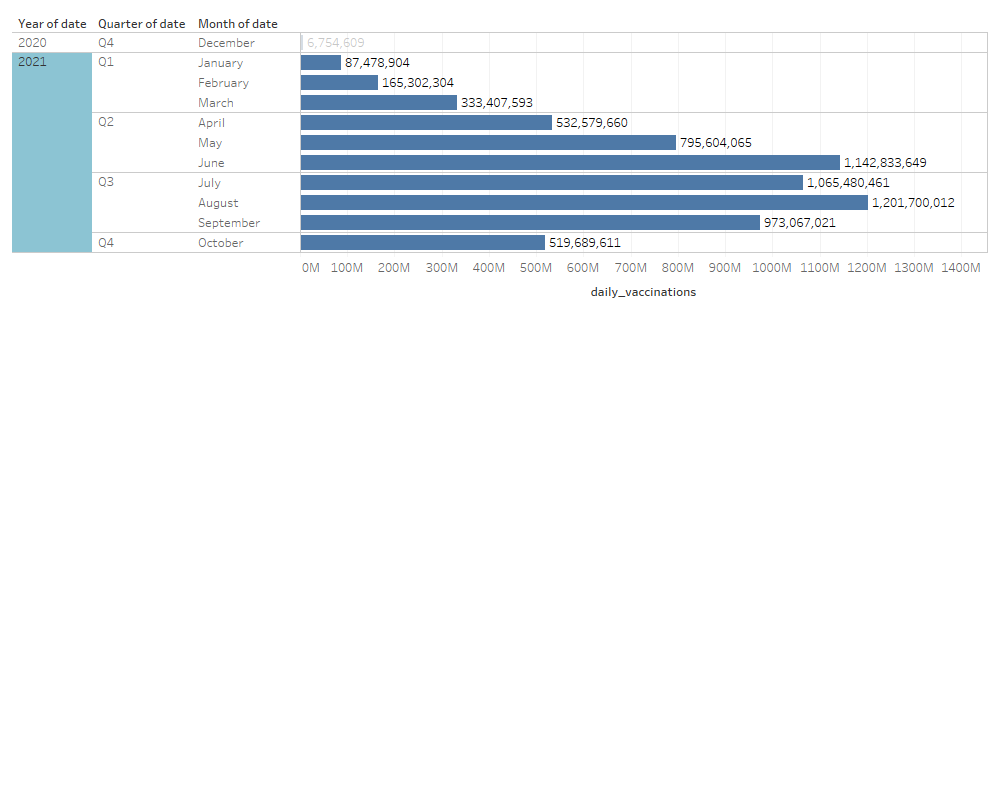 Year of date Quarter of date Month of date
2020 Q4 December 6,754,609
2021 Q1 January 87,478,904
February 165,302,304
March 333,407,593
Q2 April 532,579,660
May 795,604,065
June 1,142,833,649
Q3 July 1,065,480,461
August 1,201,700,012
September 973,067,021
Q4 October 519,689,611
0M 100M 200M 300M 400M 500M 600M 700M 800M 900M 1000M 1100M 1200M 1300M 1400M
daily_vaccinations